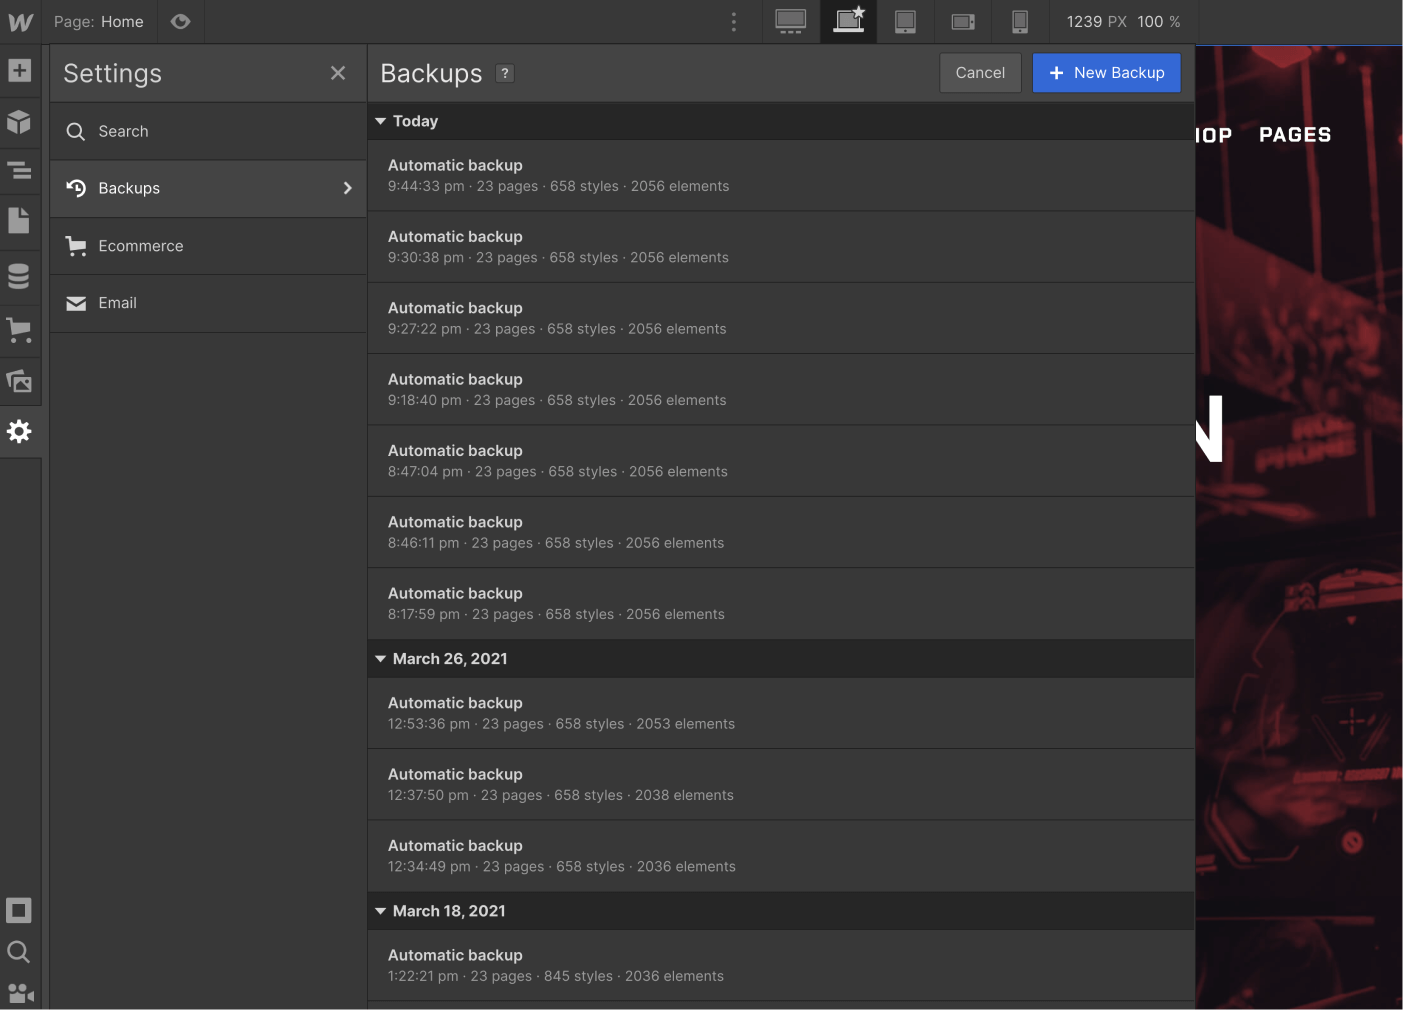 Page: Home
1239 PX 100 %
Settings
Backups ?
Cancel
+ New Backup
Search
Backups
Ecommerce
Email
Today
Automatic backup
9:44:33 pm · 23 pages · 658 styles · 2056 elements
Automatic backup
9:30:38 pm · 23 pages · 658 styles · 2056 elements
Automatic backup
9:27:22 pm · 23 pages · 658 styles · 2056 elements
Automatic backup
9:18:40 pm · 23 pages · 658 styles · 2056 elements
Automatic backup
8:47:04 pm · 23 pages · 658 styles · 2056 elements
Automatic backup
8:46:11 pm · 23 pages · 658 styles · 2056 elements
Automatic backup
8:17:59 pm · 23 pages · 658 styles · 2056 elements
March 26, 2021
Automatic backup
12:53:36 pm · 23 pages · 658 styles · 2053 elements
Automatic backup
12:37:50 pm · 23 pages · 658 styles · 2038 elements
Automatic backup
12:34:49 pm · 23 pages · 658 styles · 2036 elements
March 18, 2021
Automatic backup
1:22:21 pm · 23 pages · 845 styles · 2036 elements
PAGES
N
PHONE